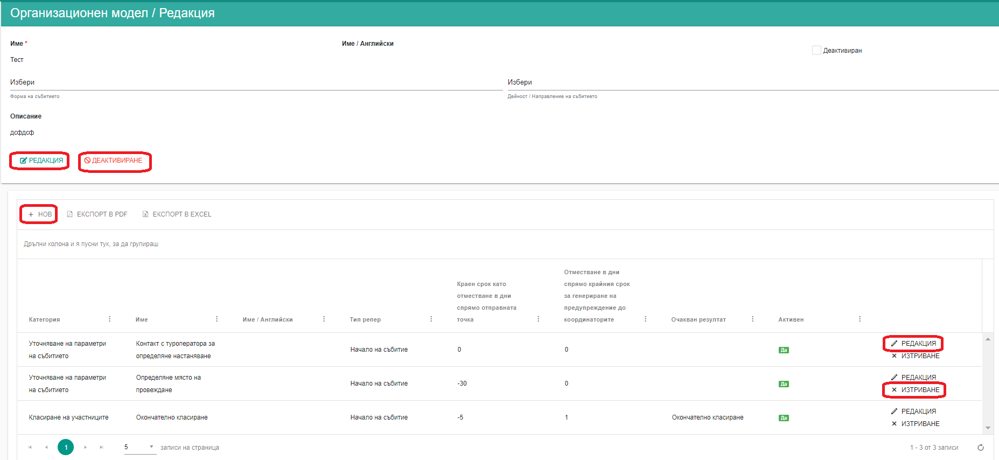 Организационен модел / Редакция
Име *
Име / Английски
Деактивиран
Тест
Избери
Избери
Форма на събитието
Дейност / Направление на събитието
Описание
дсфдсф
РЕДАКЦИЯ
ДЕАКТИВИРАНЕ
+ НОВ
ЕКСПОРТ В PDF
ЕКСПОРТ В EXCEL
Дръпни колона и я пусни тук, за да групираш
Категория
Име
Име / Английски
Тип репер
Краен срок като
отместване в дни
спрямо отправната
точка
Отместване в дни
спрямо крайния срок
за генериране на
предупреждение до
координаторите
Очакван резултат
Активен
Уточняване на параметри
на събитието
Контакт с туроператора за
определяне настаняване
Начало на събитие
0
0
Да
РЕДАКЦИЯ
ИЗТРИВАНЕ
Уточняване на параметри
на събитието
Определяне място на
провеждане
Начало на събитие
-30
0
Да
РЕДАКЦИЯ
ИЗТРИВАНЕ
Класиране на участниците
Окончателно класиране
Начало на събитие
-5
1
Окончателно класиране
Да
РЕДАКЦИЯ
ИЗТРИВАНЕ
1
5
записи на страница
1 - 3 от 3 записи